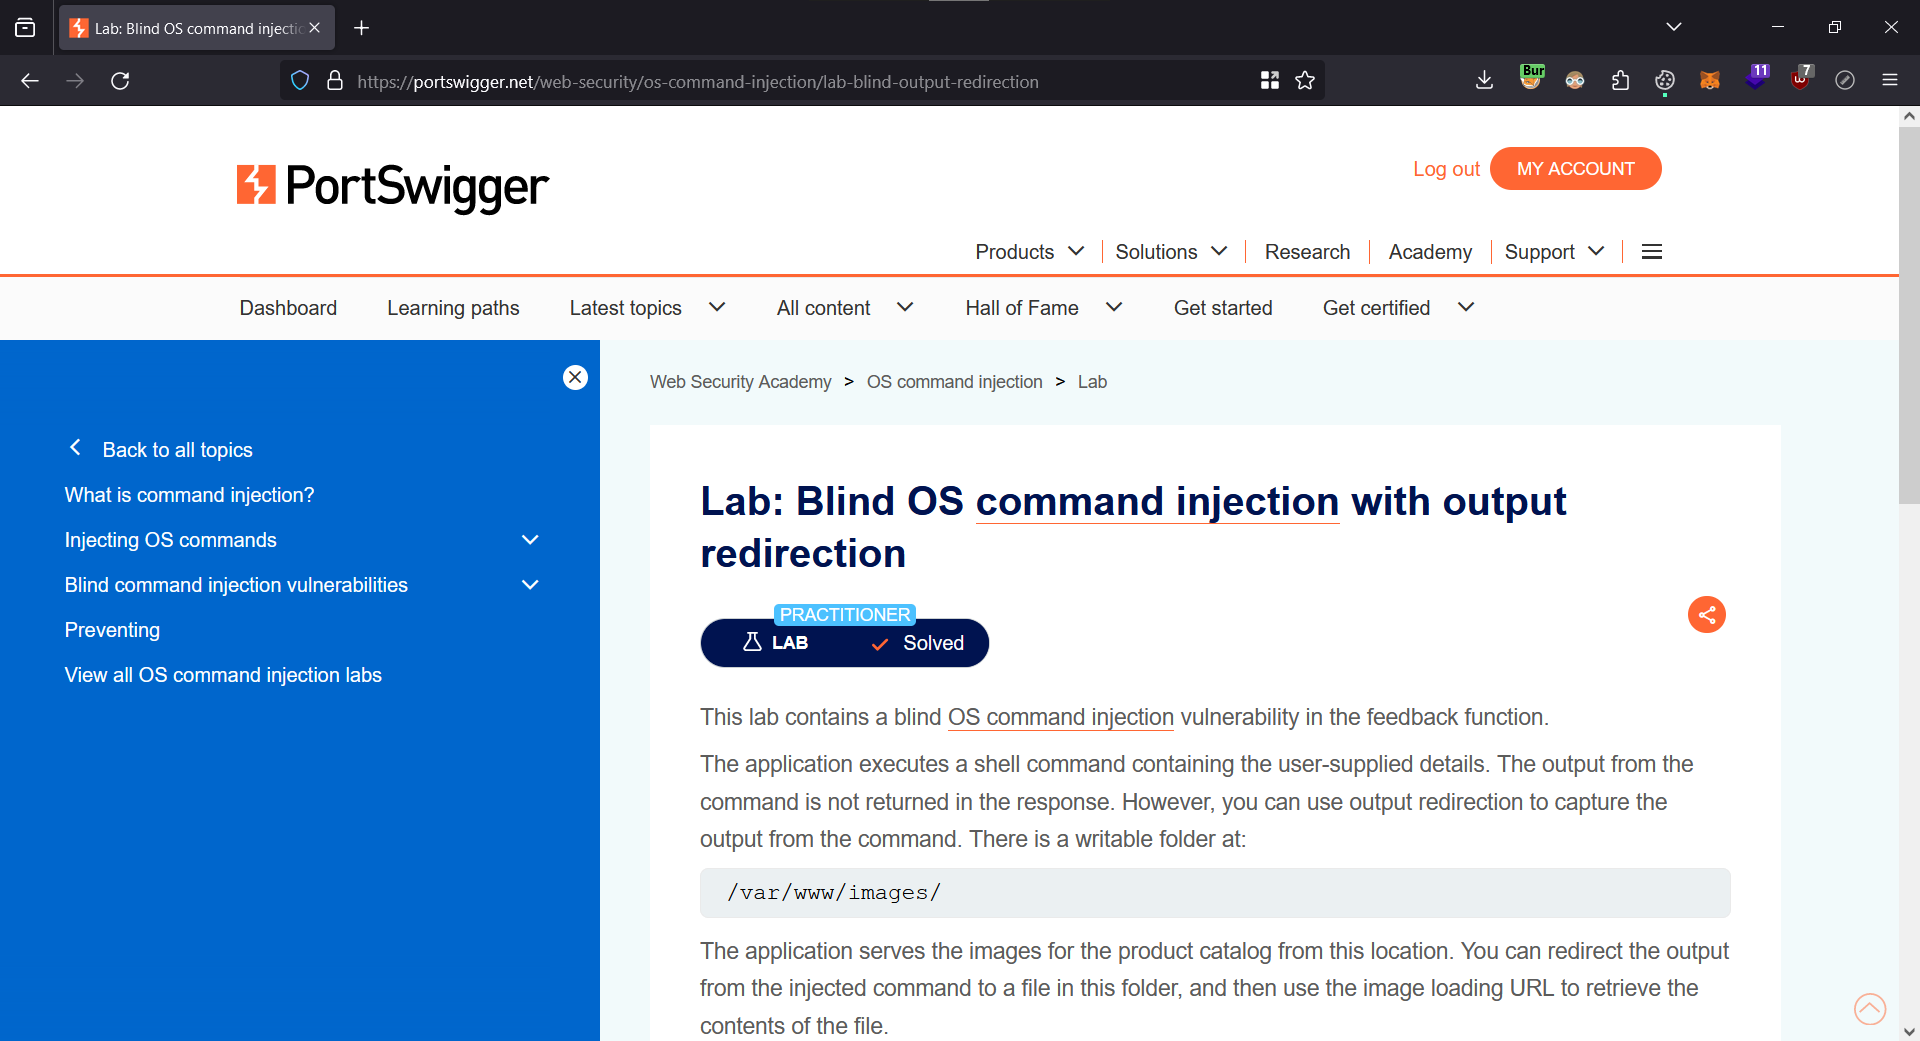 Lab: Blind OS command injectic
https://portswigger.net/web-security/os-command-injection/lab-blind-output-redirection
Bur
11
7
PortSwigger
Log out
MY ACCOUNT
Products
Solutions
Research
Academy
Support
Dashboard
Learning paths
Latest topics
All content
Hall of Fame
Get started
Get certified
Back to all topics
What is command injection?
Injecting OS commands
Blind command injection vulnerabilities
Preventing
View all OS command injection labs
Web Security Academy > OS command injection > Lab
Lab: Blind OS command injection with output
redirection
PRACTITIONER
LAB
Solved
This lab contains a blind OS command injection vulnerability in the feedback function.
The application executes a shell command containing the user-supplied details. The output from the
command is not returned in the response. However, you can use output redirection to capture the
output from the command. There is a writable folder at:
/var/www/images/
The application serves the images for the product catalog from this location. You can redirect the output
from the injected command to a file in this folder, and then use the image loading URL to retrieve the
contents of the file.